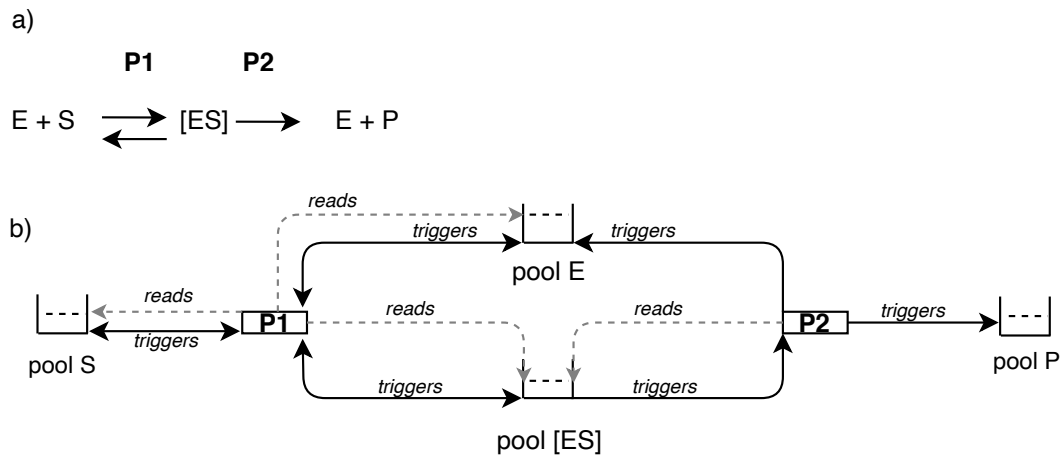 a)
P1 P2
E + S [ES] E + P
b)
reads
triggers triggers
pool E
reads reads reads
P1 P2
triggers triggers
pool S pool P
triggers triggers
pool [ES]